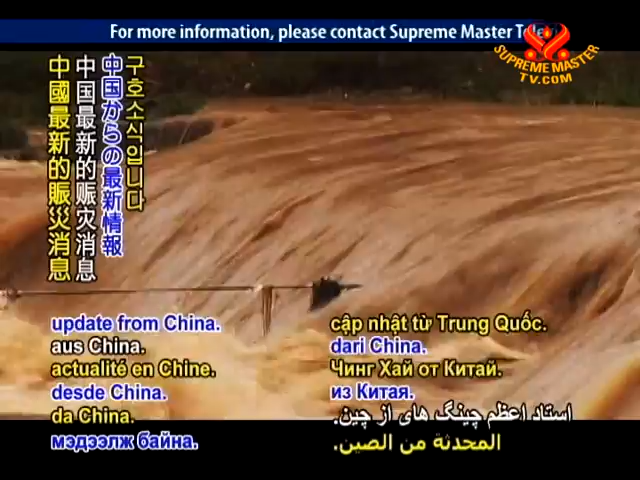 For more information, please contact Supreme Master
SUPREME MASTER
TV.COM
구호소식입니다
中国からの最新情報
中国最新的赈灾消息
中國最新的賑災消息
update from China.
aus China.
actualité en Chine.
desde China.
da China.
мэдээлж байна.
cập nhật từ Trung Quốc.
dari China.
Чинг Хай от Китай.
из Китая.
استاد اعظم چینگ های از چین.
المحدثة من الصين.